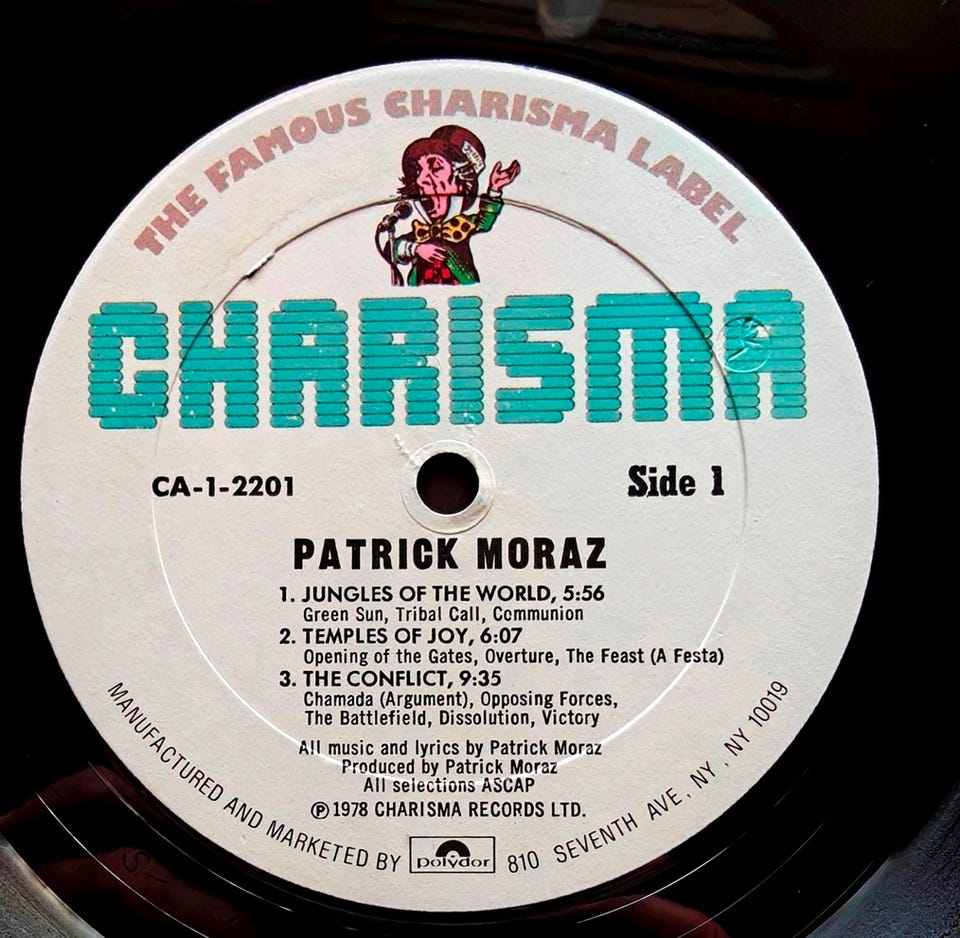 THE FAMOUS CHARISMA LABEL
CHARISMA
CA-1-2201
Side 1
PATRICK MORAZ
1. JUNGLES OF THE WORLD, 5:56
Green Sun, Tribal Call, Communion
2. TEMPLES OF JOY, 6:07
Opening of the Gates, Overture, The Feast (A Festa)
3. THE CONFLICT, 9:35
Chamada (Argument), Opposing Forces,
The Battlefield, Dissolution, Victory
All music and lyrics by Patrick Moraz
Produced by Patrick Moraz
All selections ASCAP
℗ 1978 CHARISMA RECORDS LTD.
MANUFACTURED AND MARKETED BY polydor 810 SEVENTH AVE, NY, NY 10019